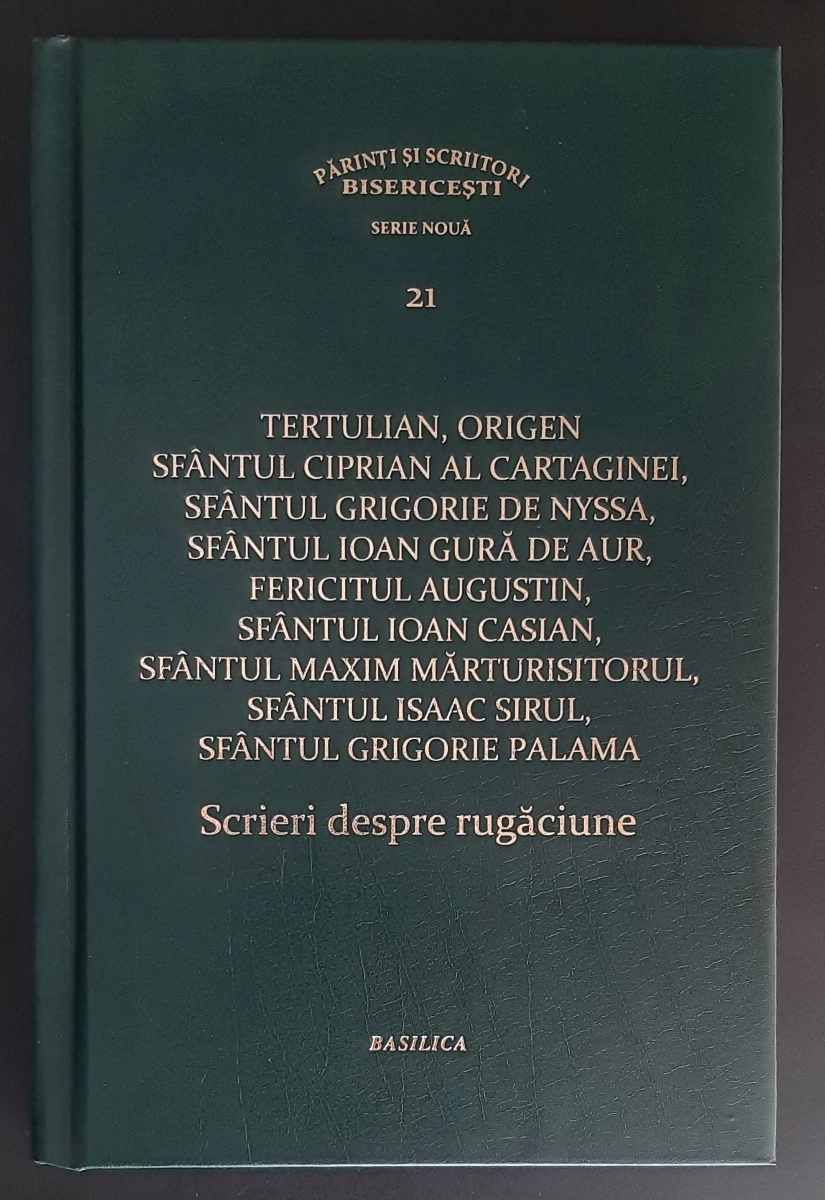 PĂRINȚI ȘI SCRIITORI
BISERICEȘTI
SERIE NOUĂ
21
TERTULIAN, ORIGEN
SFÂNTUL CIPRIAN AL CARTAGINEI,
SFÂNTUL GRIGORIE DE NYSSA,
SFÂNTUL IOAN GURĂ DE AUR,
FERICITUL AUGUSTIN,
SFÂNTUL IOAN CASIAN,
SFÂNTUL MAXIM MĂRTURISITORUL,
SFÂNTUL ISAAC SIRUL,
SFÂNTUL GRIGORIE PALAMA
Scrieri despre rugăciune
BASILICA